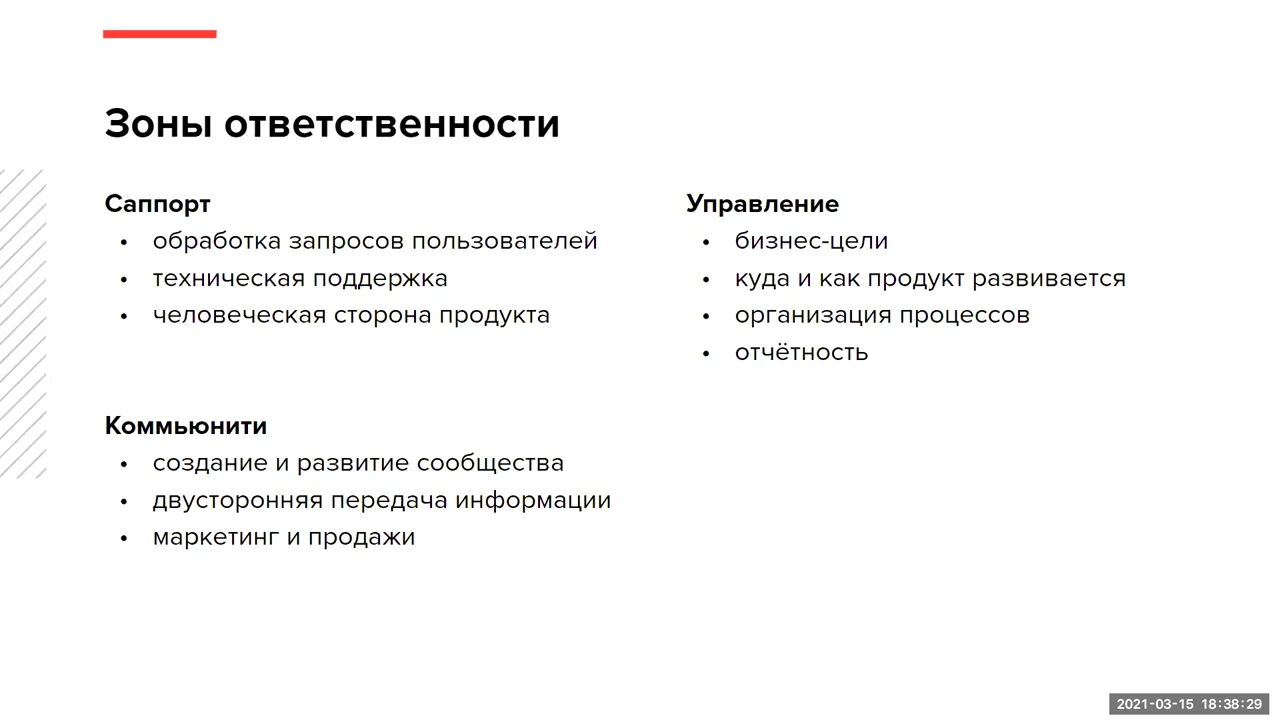 Зоны ответственности
Саппорт
• обработка запросов пользователей
• техническая поддержка
• человеческая сторона продукта
Коммьюнити
• создание и развитие сообщества
• двусторонняя передача информации
• маркетинг и продажи
Управление
• бизнес-цели
• куда и как продукт развивается
• организация процессов
• отчётность
2021-03-15 18:38:29